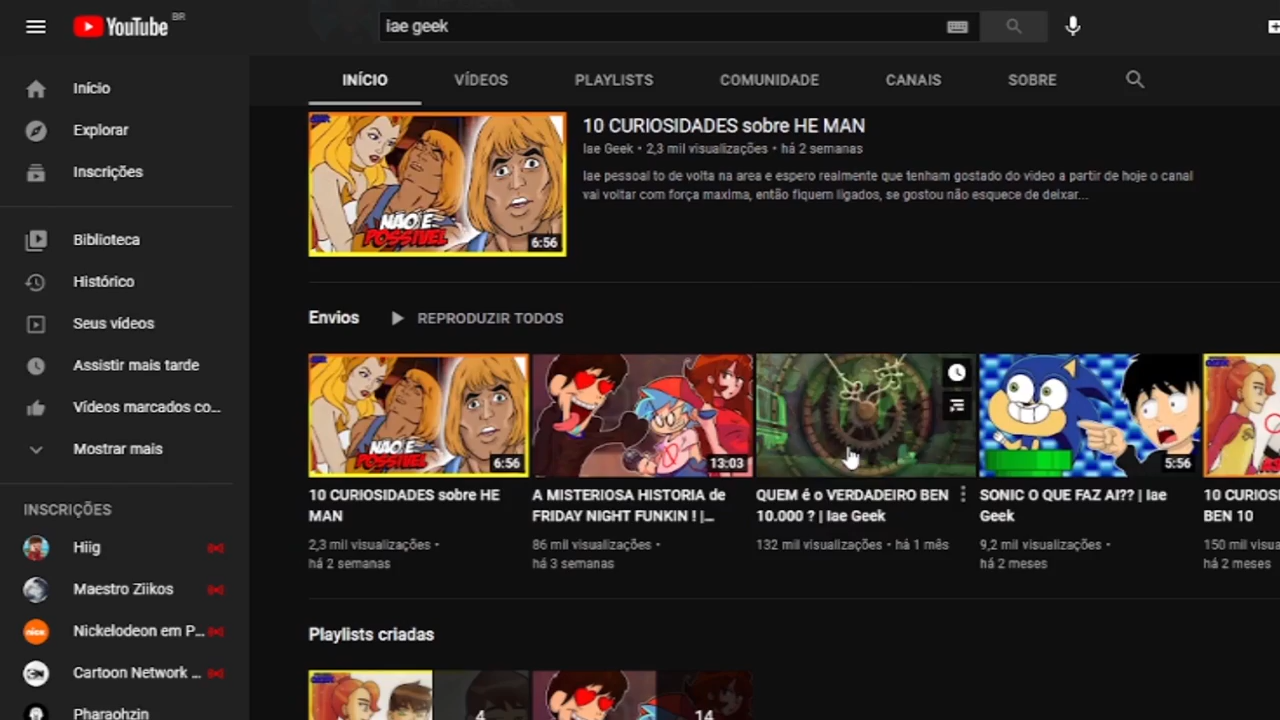 YouTube BR
iae geek
INÍCIO
VÍDEOS
PLAYLISTS
COMUNIDADE
CANAIS
SOBRE
Início
Explorar
Inscrições
Biblioteca
Histórico
Seus vídeos
Assistir mais tarde
Vídeos marcados co...
Mostrar mais
INSCRIÇÕES
Hiig
Maestro Ziikos
Nickelodeon em P...
Cartoon Network ...
Pharaohzin
NÃO É
POSSÍVEL
6:56
10 CURIOSIDADES sobre HE MAN
Iae Geek • 2,3 mil visualizações • há 2 semanas
Iae pessoal to de volta na area e espero realmente que tenham gostado do video a partir de hoje o canal
vai voltar com força maxima, então fiquem ligados, se gostou não esquece de deixar...
Envios
REPRODUZIR TODOS
NÃO É
POSSÍVEL
6:56
10 CURIOSIDADES sobre HE
MAN
2,3 mil visualizações •
há 2 semanas
13:03
A MISTERIOSA HISTORIA de
FRIDAY NIGHT FUNKIN ! |...
86 mil visualizações •
há 3 semanas
QUEM é o VERDADEIRO BEN
10.000 ? | Iae Geek
132 mil visualizações • há 1 mês
5:56
SONIC O QUE FAZ AI?? | Iae
Geek
9,2 mil visualizações •
há 2 meses
10 CURIOSI
BEN 10
150 mil visu
há 2 meses
Playlists criadas
4
14